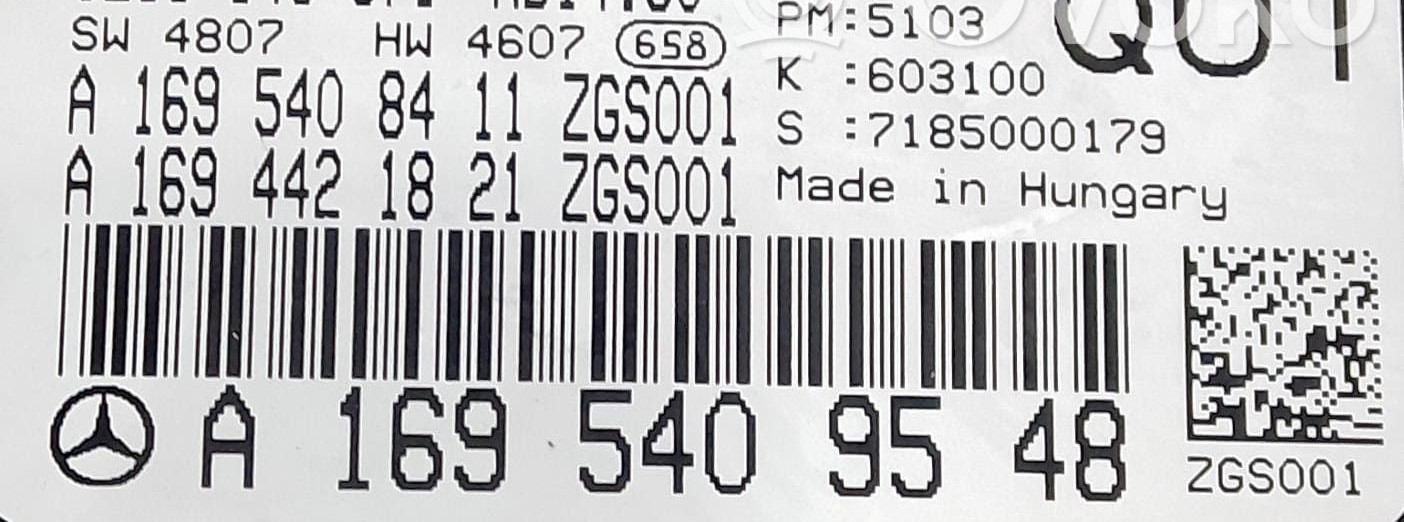 SW 4807 HW 4607 658
A 169 540 84 11 ZGS001
A 169 442 18 21 ZGS001
PM:5103
K :603100
S :7185000179
Made in Hungary
A 169 540 95 48
ZGS001